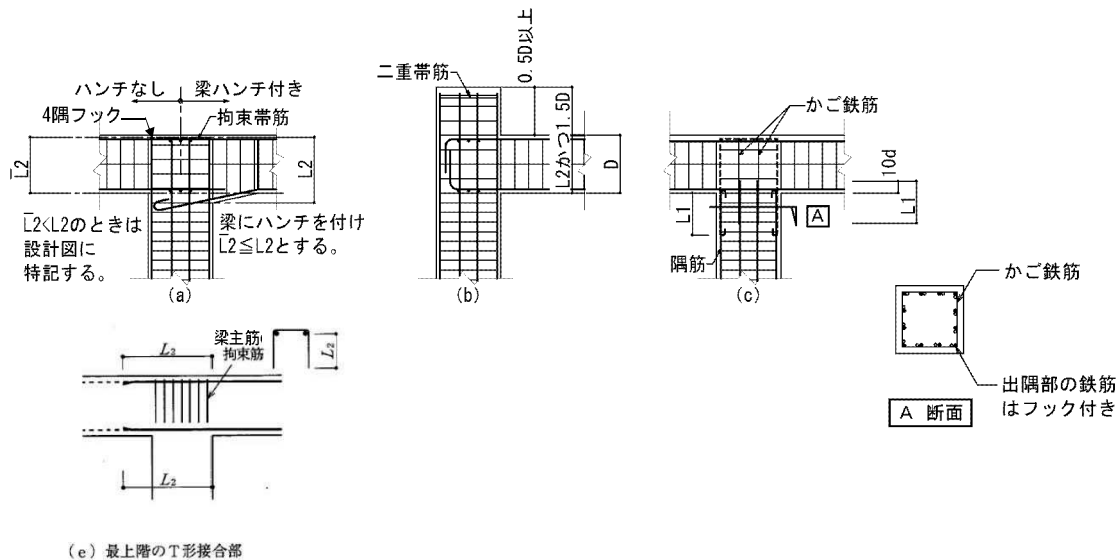 ハンチなし
梁ハンチ付き
4隅フック
拘束帯筋
L2
L2
L2<L2のときは
設計図に
特記する。
梁にハンチを付け
L2≦L2とする。
(a)
二重帯筋
0.5D以上
L2かつ1.5D
D
(b)
かご鉄筋
10d
L1
L1
A
隅筋
(c)
かご鉄筋
出隅部の鉄筋
はフック付き
A 断面
梁主筋
拘束筋
L2
L2
L2
(e) 最上階のT形接合部